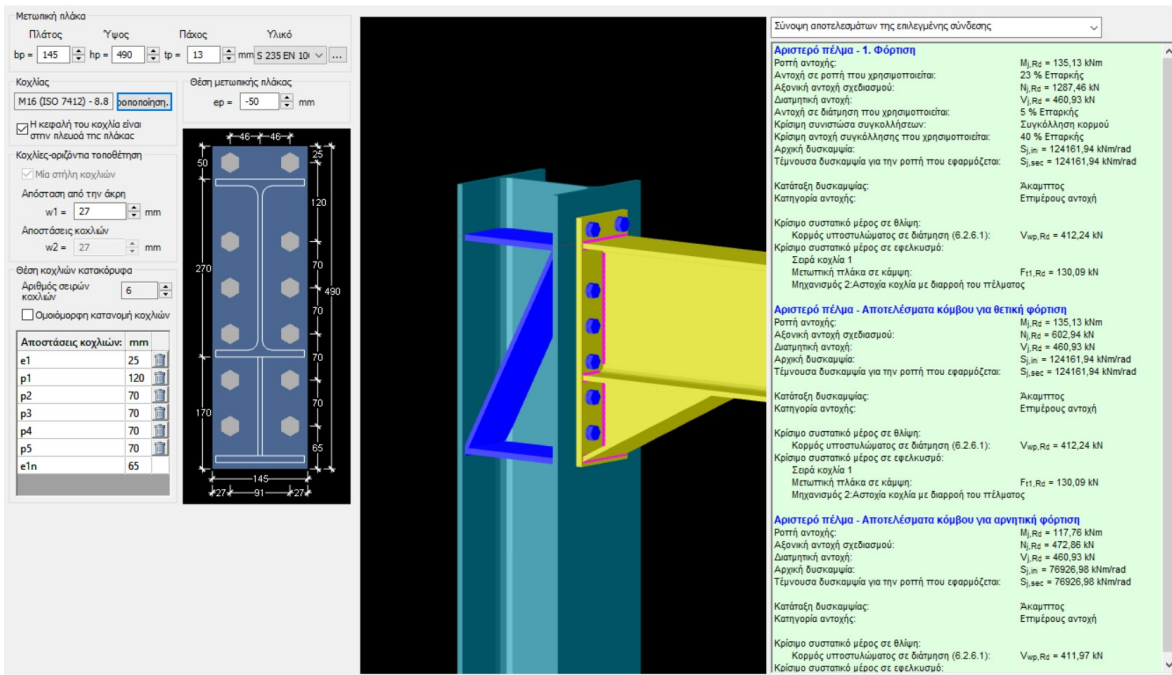 Μετωπική πλάκα
Πλάτος Ύψος Πάχος Υλικό
bp = 145 hp = 490 tp = 13 mm S 235 EN 10
Κοχλίας
M16 (ISO 7412) - 8.8 ροποποίηση.
Η κεφαλή του κοχλία είναι
στην πλευρά της πλάκας
Θέση μετωπικής πλάκας
ep = -50 mm
Κοχλίες-οριζόντια τοποθέτηση
Μία στήλη κοχλιών
Απόσταση από την άκρη
w1 = 27 mm
Αποστάσεις κοχλιών
w2 = 27 mm
Θέση κοχλιών κατακόρυφα
Αριθμός σειρών
κοχλιών 6
Ομοιόμορφη κατανομή κοχλιών
Αποστάσεις κοχλιών: mm
e1 25
p1 120
p2 70
p3 70
p4 70
p5 70
e1n 65
46 46
50 25
120
270 70
490
70
70
170 70
65
145
27 91 27
Σύνοψη αποτελεσμάτων της επιλεγμένης σύνδεσης
Αριστερό πέλμα - 1. Φόρτιση
Ροπή αντοχής: Mj,Rd = 135,13 kNm
Αντοχή σε ροπή που χρησιμοποιείται: 23 % Επαρκής
Αξονική αντοχή σχεδιασμού: Nj,Rd = 1287,46 kN
Διατμητική αντοχή: Vj,Rd = 460,93 kN
Αντοχή σε διάτμηση που χρησιμοποιείται: 5 % Επαρκής
Κρίσιμη συνιστώσα συγκολλήσεων: Συγκόλληση κορμού
Κρίσιμη αντοχή συγκόλλησης που χρησιμοποιείται: 40 % Επαρκής
Αρχική δυσκαμψία: Sj,ini = 124161,94 kNm/rad
Τέμνουσα δυσκαμψία για την ροπή που εφαρμόζεται: Sj,sec = 124161,94 kNm/rad
Κατάταξη δυσκαμψίας: Άκαμπτος
Κατηγορία αντοχής: Επιμέρους αντοχή
Κρίσιμο συστατικό μέρος σε θλίψη:
Κορμός υποστυλώματος σε διάτμηση (6.2.6.1): Vwp,Rd = 412,24 kN
Κρίσιμο συστατικό μέρος σε εφελκυσμό:
Σειρά κοχλία 1
Μετωπική πλάκα σε κάμψη: Ft1,Rd = 130,09 kN
Μηχανισμός 2:Αστοχία κοχλία με διαρροή του πέλματος
Αριστερό πέλμα - Αποτελέσματα κόμβου για θετική φόρτιση
Ροπή αντοχής: Mj,Rd = 135,13 kNm
Αξονική αντοχή σχεδιασμού: Nj,Rd = 602,94 kN
Διατμητική αντοχή: Vj,Rd = 460,93 kN
Αρχική δυσκαμψία: Sj,ini = 124161,94 kNm/rad
Τέμνουσα δυσκαμψία για την ροπή που εφαρμόζεται: Sj,sec = 124161,94 kNm/rad
Κατάταξη δυσκαμψίας: Άκαμπτος
Κατηγορία αντοχής: Επιμέρους αντοχή
Κρίσιμο συστατικό μέρος σε θλίψη:
Κορμός υποστυλώματος σε διάτμηση (6.2.6.1): Vwp,Rd = 412,24 kN
Κρίσιμο συστατικό μέρος σε εφελκυσμό:
Σειρά κοχλία 1
Μετωπική πλάκα σε κάμψη: Ft1,Rd = 130,09 kN
Μηχανισμός 2:Αστοχία κοχλία με διαρροή του πέλματος
Αριστερό πέλμα - Αποτελέσματα κόμβου για αρνητική φόρτιση
Ροπή αντοχής: Mj,Rd = 117,76 kNm
Αξονική αντοχή σχεδιασμού: Nj,Rd = 472,86 kN
Διατμητική αντοχή: Vj,Rd = 460,93 kN
Αρχική δυσκαμψία: Sj,ini = 76926,98 kNm/rad
Τέμνουσα δυσκαμψία για την ροπή που εφαρμόζεται: Sj,sec = 76926,98 kNm/rad
Κατάταξη δυσκαμψίας: Άκαμπτος
Κατηγορία αντοχής: Επιμέρους αντοχή
Κρίσιμο συστατικό μέρος σε θλίψη:
Κορμός υποστυλώματος σε διάτμηση (6.2.6.1): Vwp,Rd = 411,97 kN
Κρίσιμο συστατικό μέρος σε εφελκυσμό: